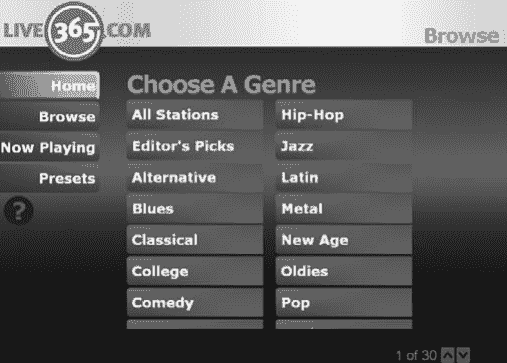 LIVE365.COM
Browse
Home
Browse
Now Playing
Presets
?
Choose A Genre
All Stations
Hip-Hop
Editor's Picks
Jazz
Alternative
Latin
Blues
Metal
Classical
New Age
College
Oldies
Comedy
Pop
1 of 30